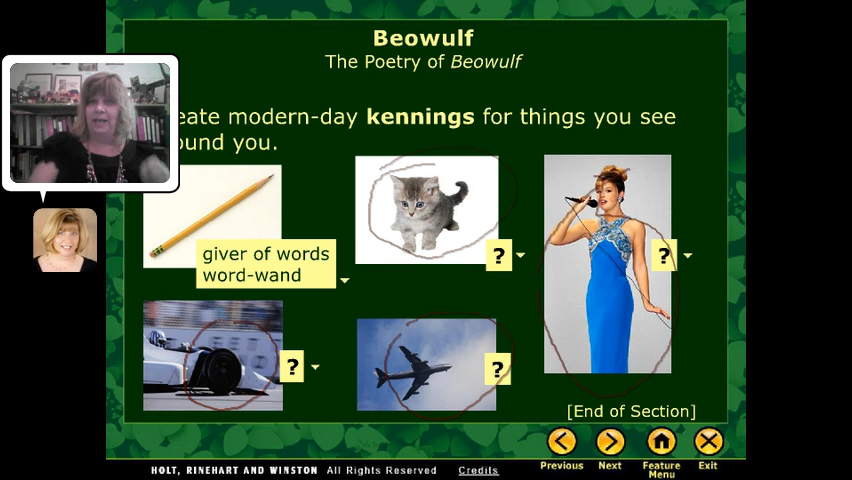 Beowulf
The Poetry of Beowulf
eate modern-day kennings for things you see
ound you.
giver of words
word-wand
?
?
?
?
[End of Section]
Previous
Next
Feature
Menu
Exit
HOLT, RINEHART AND WINSTON All Rights Reserved Credits